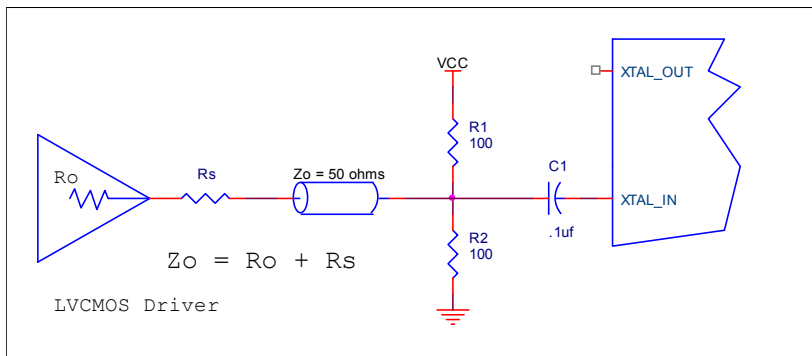 VCC
XTAL_OUT
R1
100
Ro
Rs
Zo = 50 ohms
C1
XTAL_IN
.1uf
R2
100
Zo = Ro + Rs
LVCMOS Driver